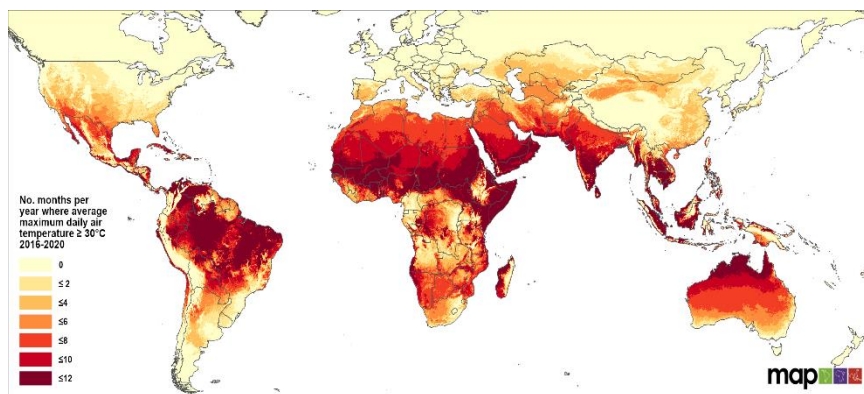 No. months per
year where average
maximum daily air
temperature ≥ 30°C
2016-2020
0
≤ 2
≤4
≤6
≤8
≤10
≤12
map